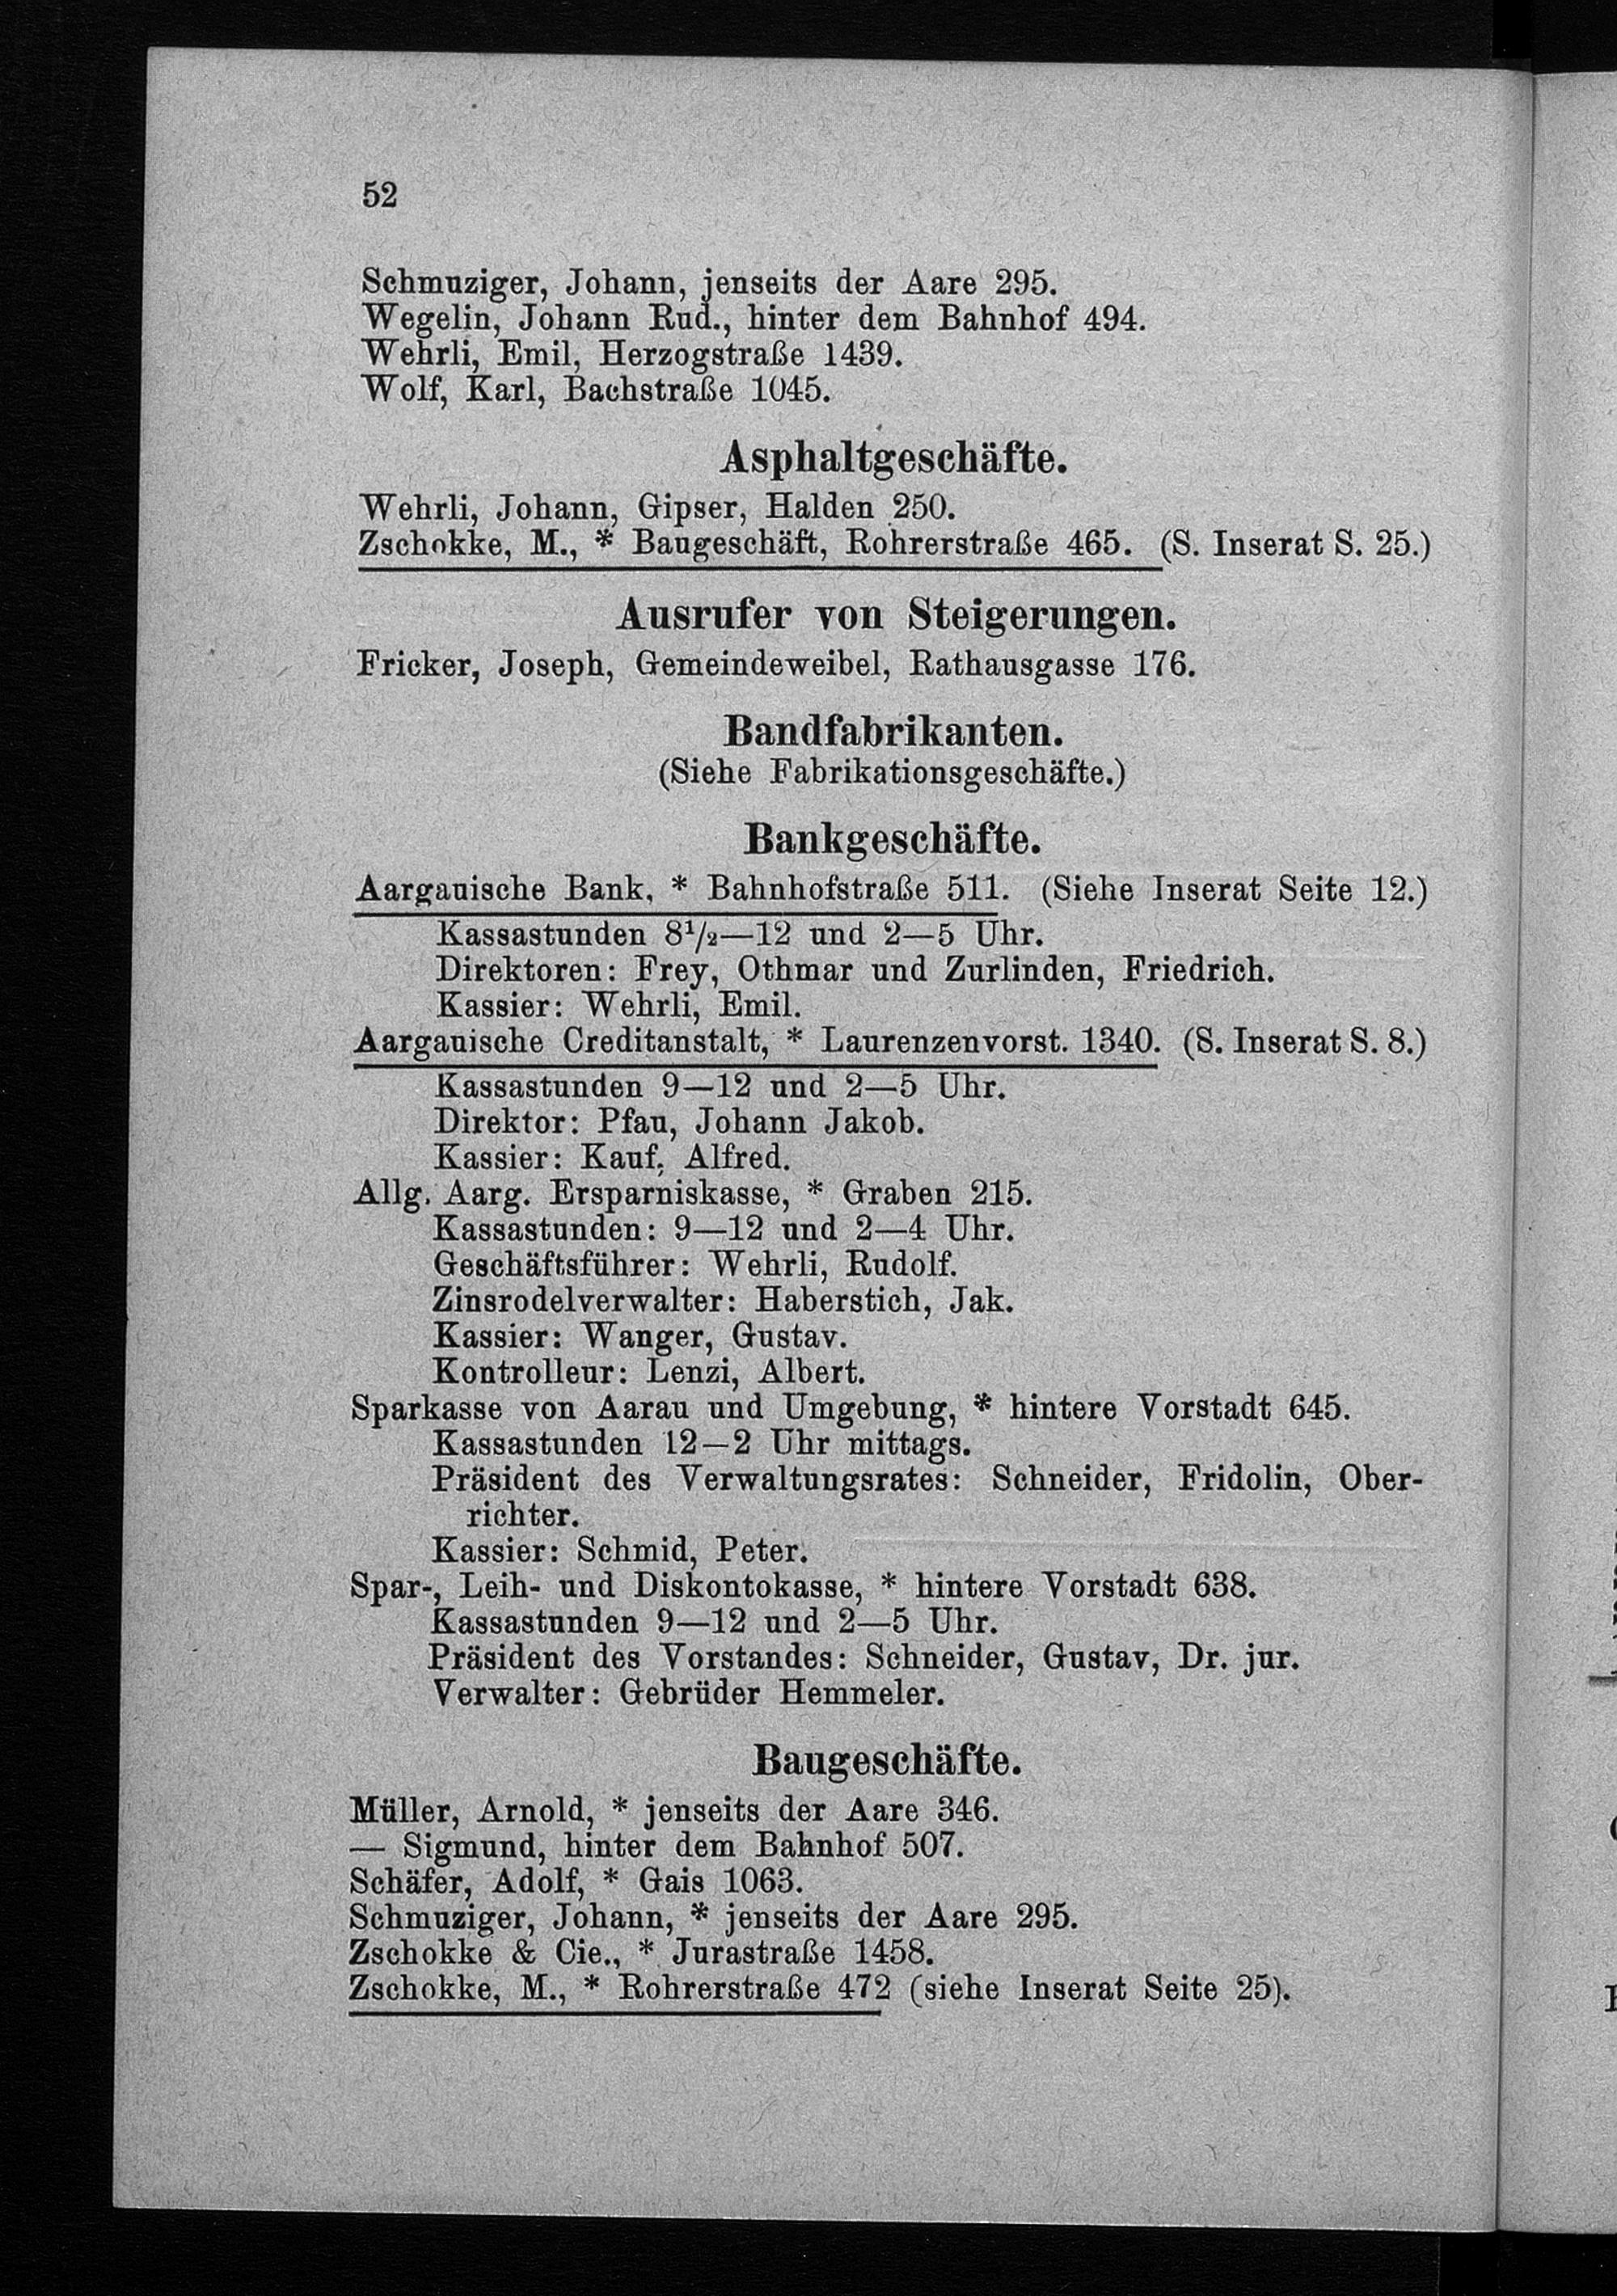 52
Schmuziger, Johann, jenseits der Aare 295.
Wegelin, Johann Rud., hinter dem Bahnhof 494.
Wehrli, Emil, Herzogstraße 1439.
Wolf, Karl, Bachstraße 1045.
Asphaltgeschäfte.
Wehrli, Johann, Gipser, Halden 250.
Zschokke, M., * Baugeschäft, Rohrerstraße 465. (S. Inserat S. 25.)
Ausrufer von Steigerungen.
Fricker, Joseph, Gemeindeweibel, Rathausgasse 176.
Bandfabrikanten.
(Siehe Fabrikationsgeschäfte.)
Bankgeschäfte.
Aargauische Bank, * Bahnhofstraße 511. (Siehe Inserat Seite 12.)
Kassastunden 8½—12 und 2—5 Uhr.
Direktoren: Frey, Othmar und Zurlinden, Friedrich.
Kassier: Wehrli, Emil.
Aargauische Creditanstalt, * Laurenzenvorst. 1340. (S. Inserat S. 8.)
Kassastunden 9—12 und 2—5 Uhr.
Direktor: Pfau, Johann Jakob.
Kassier: Kauf, Alfred.
Allg. Aarg. Ersparniskasse, * Graben 215.
Kassastunden: 9—12 und 2—4 Uhr.
Geschäftsführer: Wehrli, Rudolf.
Zinsrodelverwalter: Haberstich, Jak.
Kassier: Wanger, Gustav.
Kontrolleur: Lenzi, Albert.
Sparkasse von Aarau und Umgebung, * hintere Vorstadt 645.
Kassastunden 12—2 Uhr mittags.
Präsident des Verwaltungsrates: Schneider, Fridolin, Ober-
richter.
Kassier: Schmid, Peter.
Spar-, Leih- und Diskontokasse, * hintere Vorstadt 638.
Kassastunden 9—12 und 2—5 Uhr.
Präsident des Vorstandes: Schneider, Gustav, Dr. jur.
Verwalter: Gebrüder Hemmeler.
Baugeschäfte.
Müller, Arnold, * jenseits der Aare 346.
— Sigmund, hinter dem Bahnhof 507.
Schäfer, Adolf, * Gais 1063.
Schmuziger, Johann, * jenseits der Aare 295.
Zschokke & Cie., * Jurastraße 1458.
Zschokke, M., * Rohrerstraße 472 (siehe Inserat Seite 25).